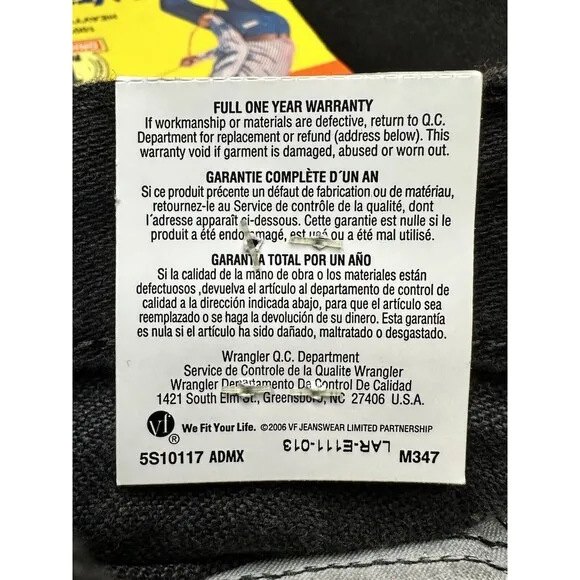 FULL ONE YEAR WARRANTY
If workmanship or materials are defective, return to Q.C.
Department for replacement or refund (address below). This
warranty void if garment is damaged, abused or worn out.
GARANTIE COMPLÈTE D´UN AN
Si ce produit précente un défaut de fabrication ou de matériau,
retournez-le au Service de contrôle de la qualité, dont
l´adresse apparaît ci-dessous. Cette garantie est nulle si le
produit a été endomagé, est usé ou a été mal utilisé.
GARANTÍA TOTAL POR UN AÑO
Si la calidad de la mano de obra o los materiales están
defectuosos ,devuelva el artículo al departamento de control de
calidad a la dirección indicada abajo, para que el artículo sea
reemplazado o se haga la devolución de su dinero. Esta garantía
es nula si el artículo ha sido dañado, maltratado o desgastado.
Wrangler Q.C. Department
Service de Controle de la Qualite Wrangler
Wrangler Departamento De Control De Calidad
1421 South Elm St., Greensboro, NC 27406 U.S.A.
vf ® We Fit Your Life. ©2006 VF JEANSWEAR LIMITED PARTNERSHIP
LAR-E1111-013
5S10117 ADMX M347